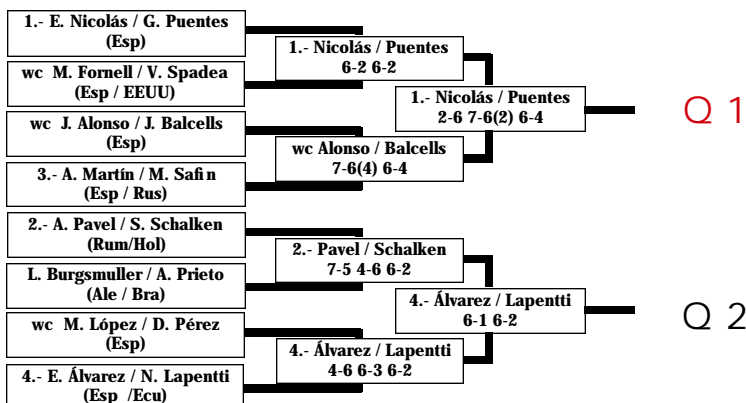 1.- E. Nicolás / G. Puentes
(Esp)
wc M. Fornell / V. Spadea
(Esp / EEUU)
wc J. Alonso / J. Balcells
(Esp)
3.- A. Martín / M. Safin
(Esp / Rus)
2.- A. Pavel / S. Schalken
(Rum/Hol)
L. Burgsmuller / A. Prieto
(Ale / Bra)
wc M. López / D. Pérez
(Esp)
4.- E. Álvarez / N. Lapentti
(Esp /Ecu)
1.- Nicolás / Puentes
6-2 6-2
wc Alonso / Balcells
7-6(4) 6-4
2.- Pavel / Schalken
7-5 4-6 6-2
4.- Álvarez / Lapentti
4-6 6-3 6-2
1.- Nicolás / Puentes
2-6 7-6(2) 6-4
4.- Álvarez / Lapentti
6-1 6-2
Q 1
Q 2